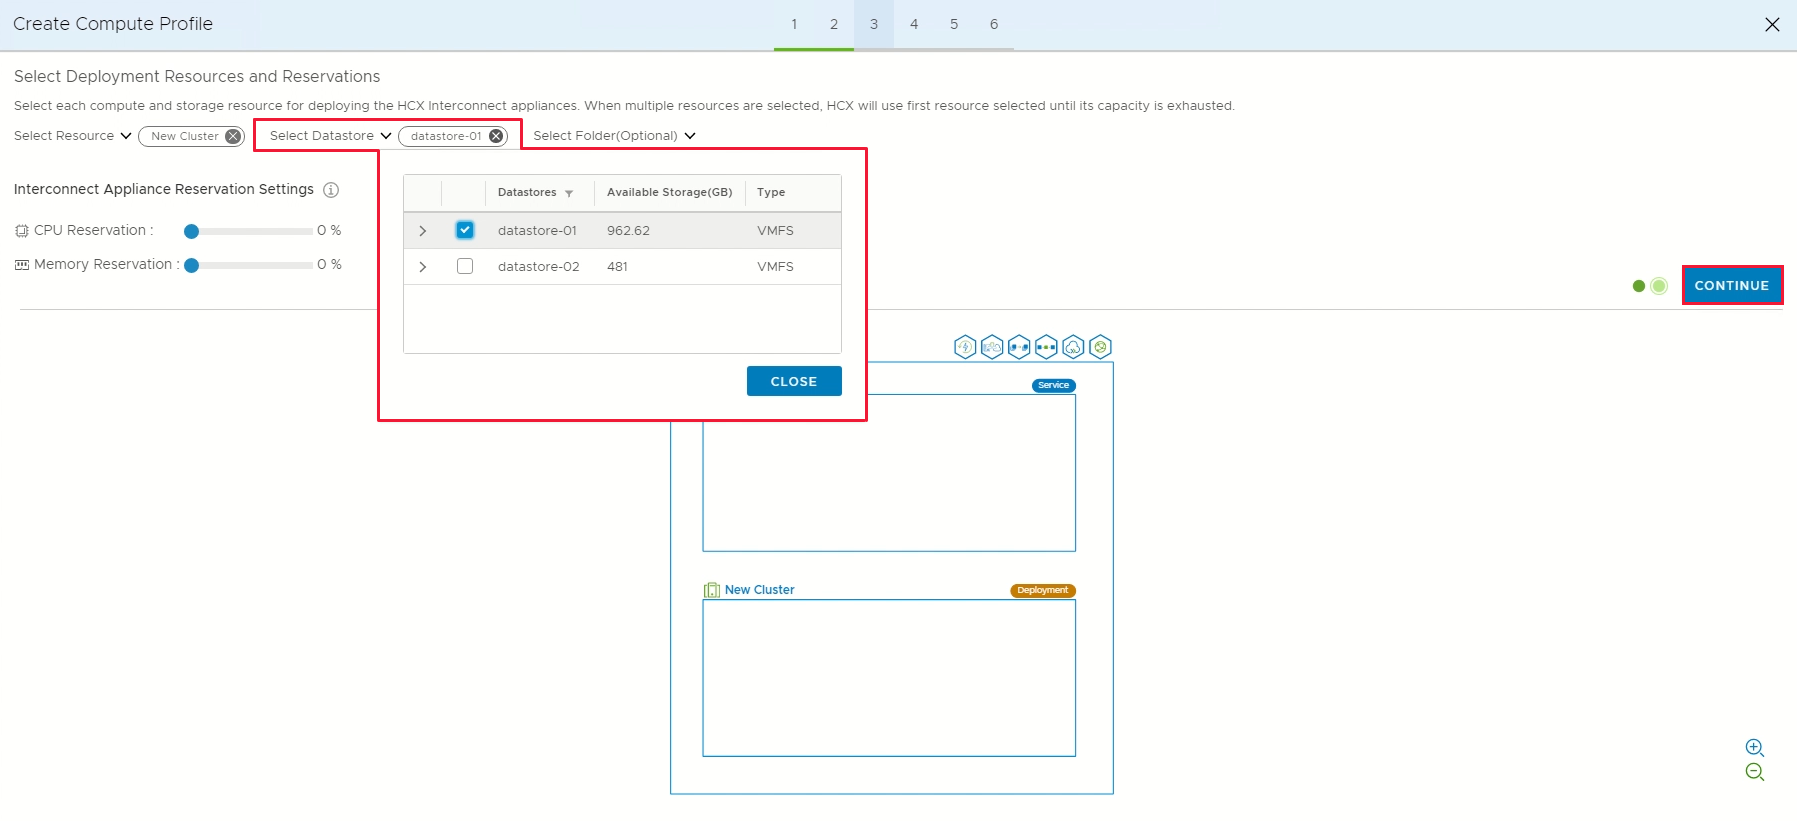 Create Compute Profile
1 2 3 4 5 6
Select Deployment Resources and Reservations
Select each compute and storage resource for deploying the HCX Interconnect appliances. When multiple resources are selected, HCX will use first resource selected until its capacity is exhausted.
Select Resource New Cluster Select Datastore datastore-01 Select Folder(Optional)
Interconnect Appliance Reservation Settings
CPU Reservation : 0 %
Memory Reservation : 0 %
Datastores Available Storage(GB) Type
datastore-01 962.62 VMFS
datastore-02 481 VMFS
CLOSE
CONTINUE
Service
New Cluster Deployment